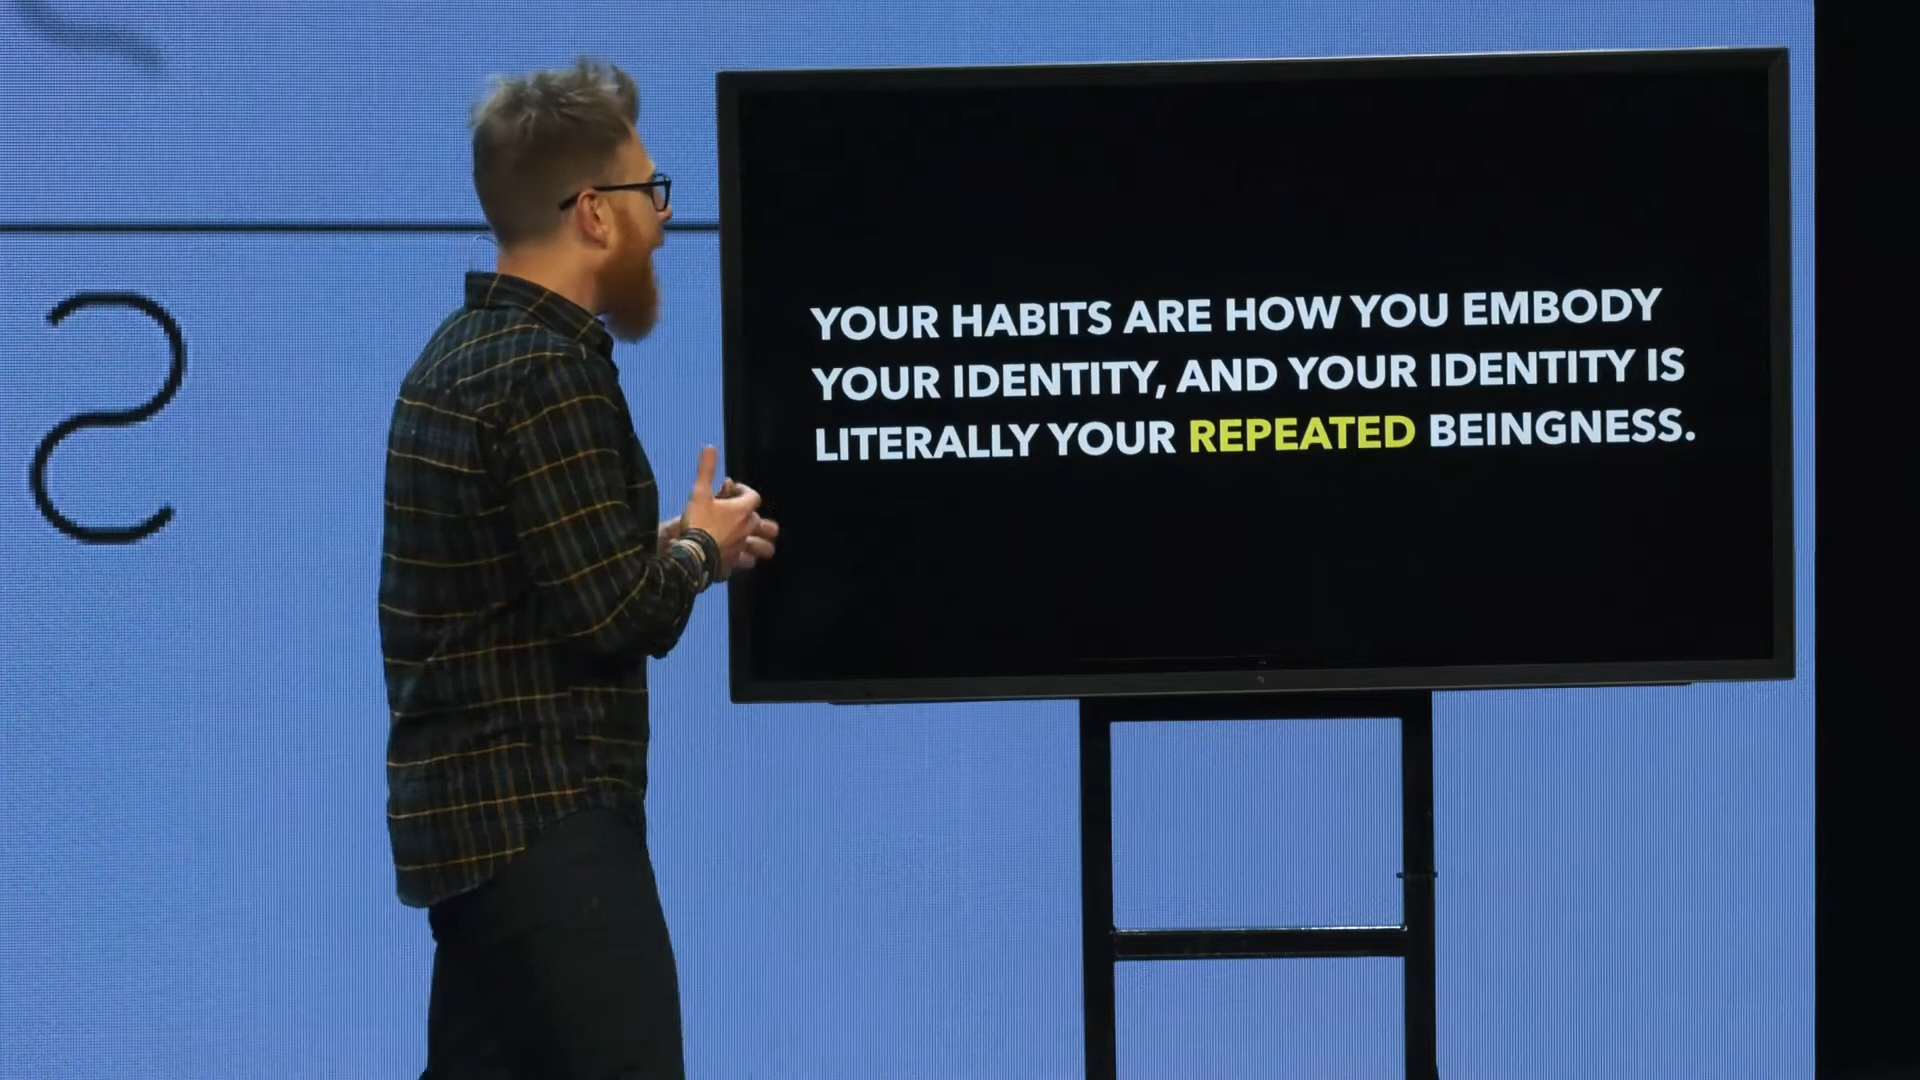 S
YOUR HABITS ARE HOW YOU EMBODY
YOUR IDENTITY, AND YOUR IDENTITY IS
LITERALLY YOUR REPEATED BEINGNESS.